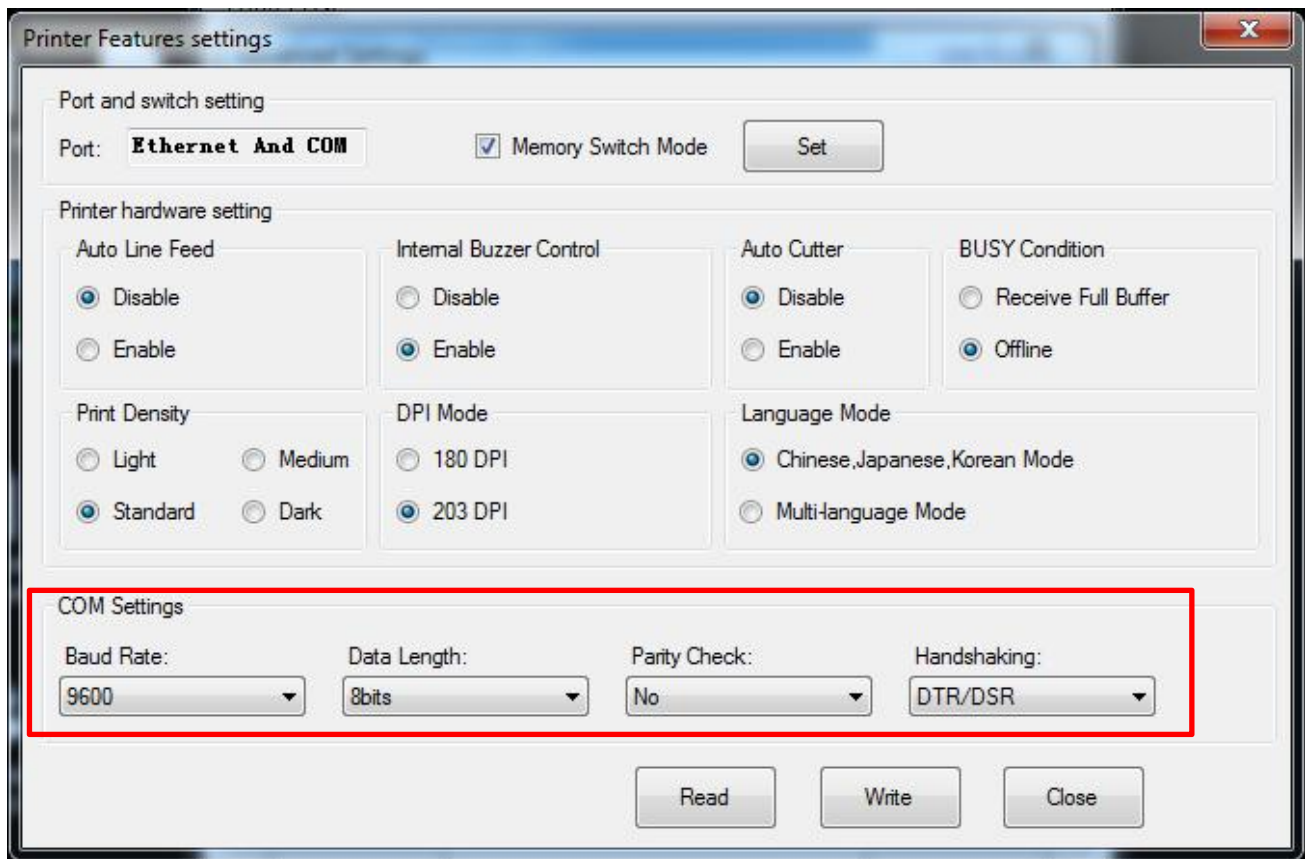 Printer Features settings
Port and switch setting
Port: Ethernet And COM Memory Switch Mode Set
Printer hardware setting
Auto Line Feed Internal Buzzer Control Auto Cutter BUSY Condition
Disable Disable Disable Receive Full Buffer
Enable Enable Enable Offline
Print Density DPI Mode Language Mode
Light Medium 180 DPI Chinese,Japanese,Korean Mode
Standard Dark 203 DPI Multi-language Mode
COM Settings
Baud Rate: Data Length: Parity Check: Handshaking:
9600 8bits No DTR/DSR
Read Write Close